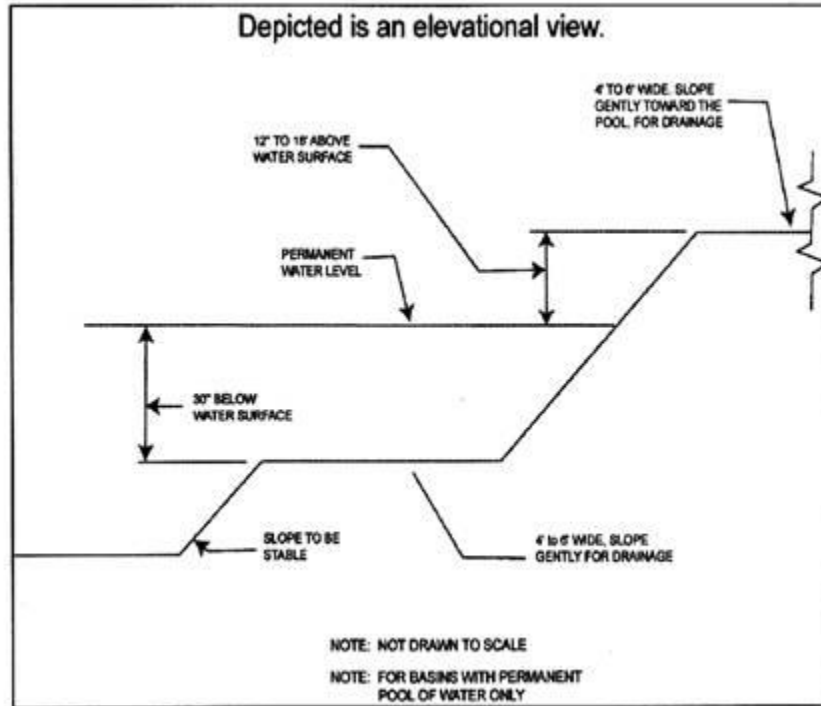 Depicted is an elevational view.
4' TO 6' WIDE, SLOPE
GENTLY TOWARD THE
POOL, FOR DRAINAGE
12" TO 18" ABOVE
WATER SURFACE
PERMANENT
WATER LEVEL
30" BELOW
WATER SURFACE
SLOPE TO BE
STABLE
4' to 6' WIDE, SLOPE
GENTLY FOR DRAINAGE
NOTE: NOT DRAWN TO SCALE
NOTE: FOR BASINS WITH PERMANENT
POOL OF WATER ONLY